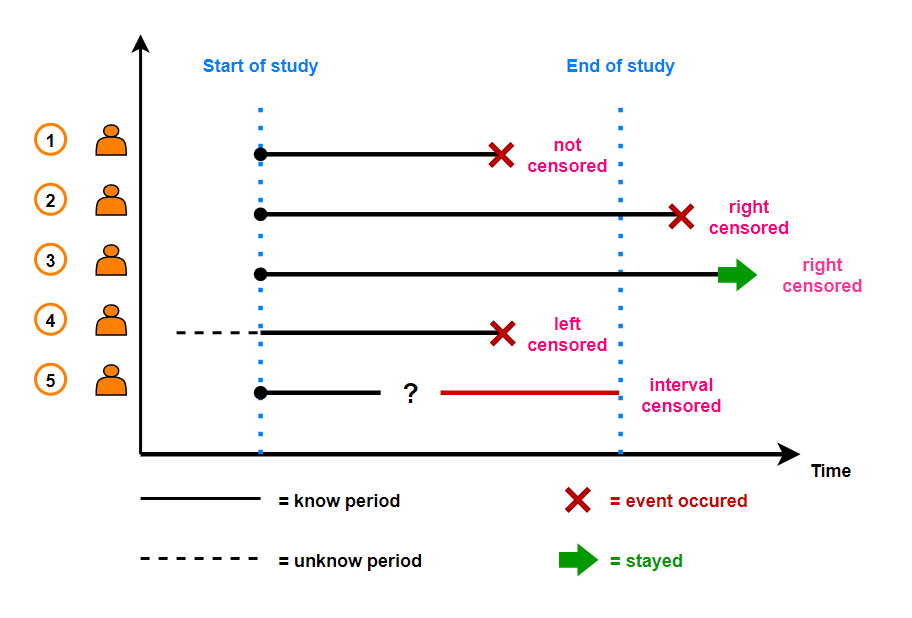 Start of study
End of study
1
not
censored
2
right
censored
3
right
censored
4
left
censored
5
?
interval
censored
Time
= know period
= event occured
= unknow period
= stayed